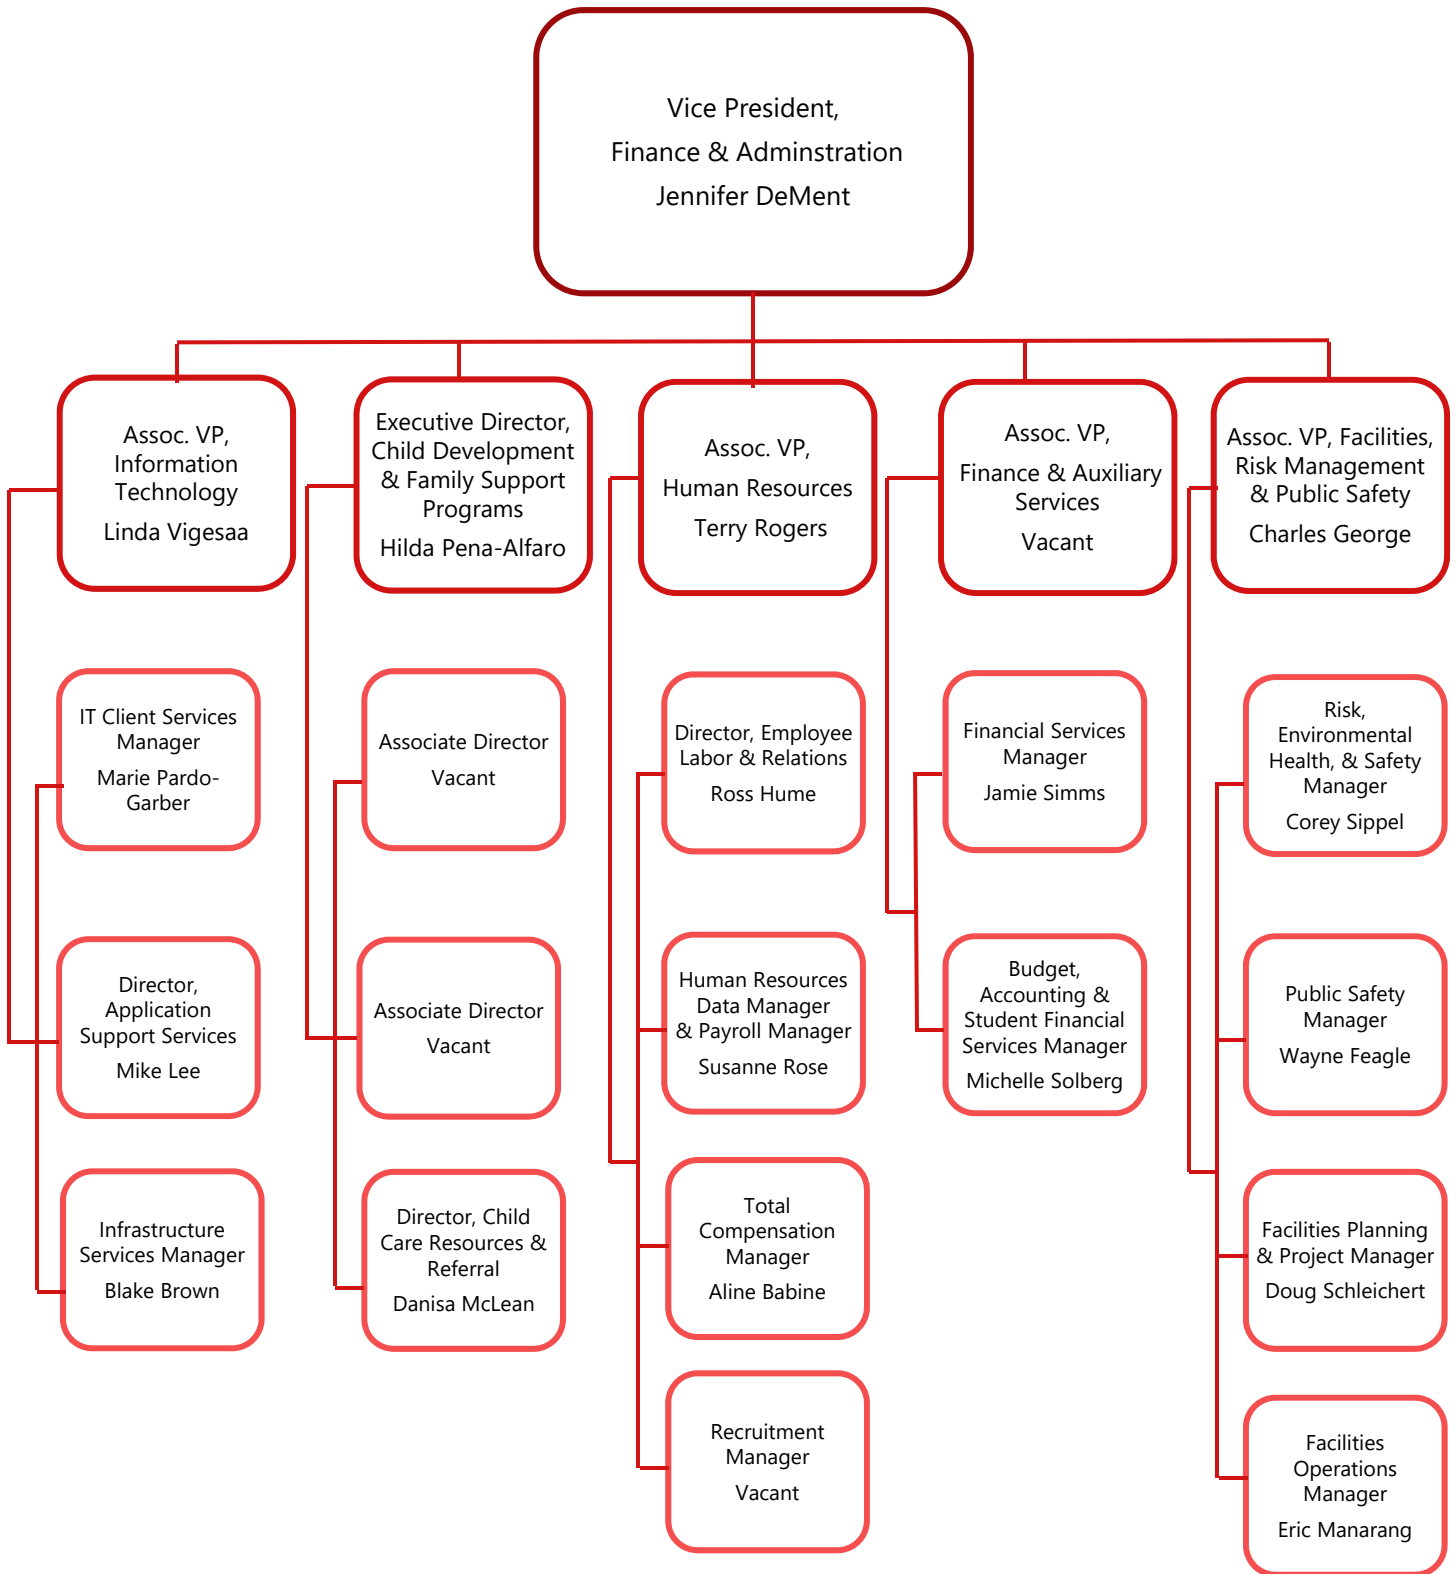 Vice President,
Finance & Adminstration
Jennifer DeMent
Assoc. VP,
Information
Technology
Linda Vigesaa
Executive Director,
Child Development
& Family Support
Programs
Hilda Pena-Alfaro
Assoc. VP,
Human Resources
Terry Rogers
Assoc. VP,
Finance & Auxiliary
Services
Vacant
Assoc. VP, Facilities,
Risk Management
& Public Safety
Charles George
IT Client Services
Manager
Marie Pardo-
Garber
Associate Director
Vacant
Director, Employee
Labor & Relations
Ross Hume
Financial Services
Manager
Jamie Simms
Risk,
Environmental
Health, & Safety
Manager
Corey Sippel
Director,
Application
Support Services
Mike Lee
Associate Director
Vacant
Human Resources
Data Manager
& Payroll Manager
Susanne Rose
Budget,
Accounting &
Student Financial
Services Manager
Michelle Solberg
Public Safety
Manager
Wayne Feagle
Infrastructure
Services Manager
Blake Brown
Director, Child
Care Resources &
Referral
Danisa McLean
Total
Compensation
Manager
Aline Babine
Facilities Planning
& Project Manager
Doug Schleichert
Recruitment
Manager
Vacant
Facilities
Operations
Manager
Eric Manarang